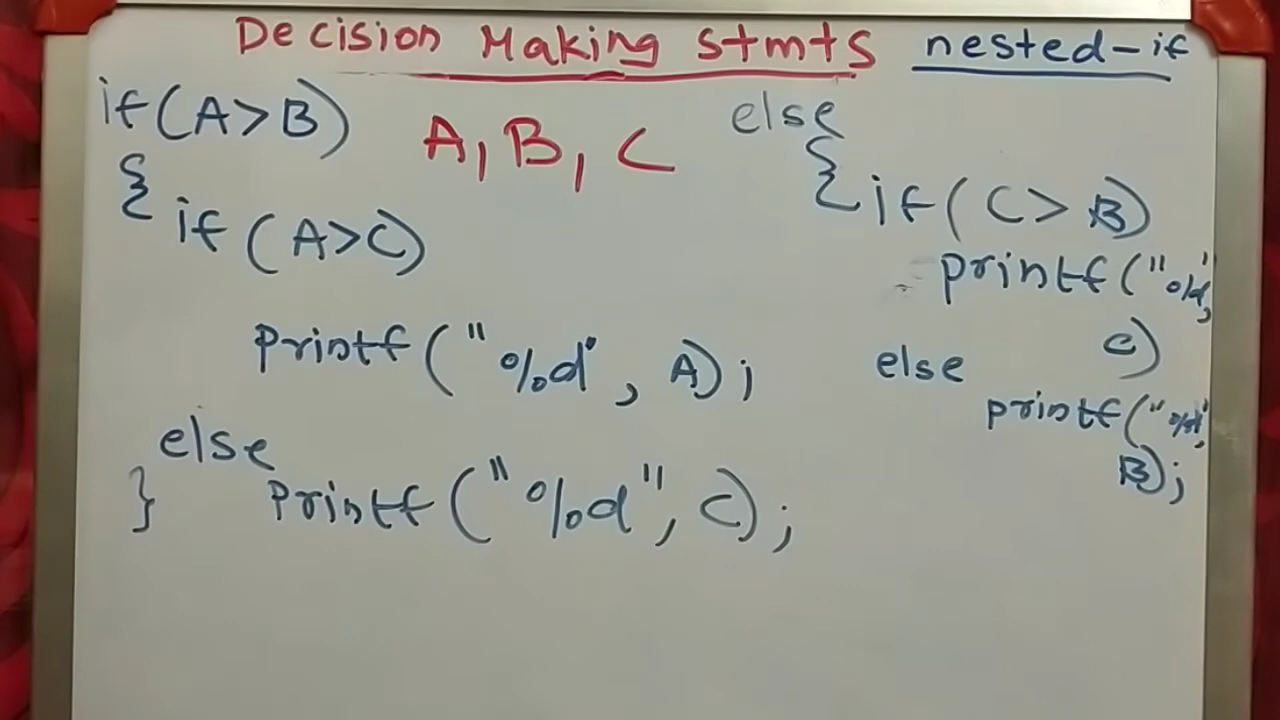 Decision Making Stmts nested-if
A, B, C
if(A>B)
{
if(A>C)
printf("%d", A);
else
printf("%d", C);
}
else
{
if(C>B)
printf("%d",
C)
else
printf("%d",
B);